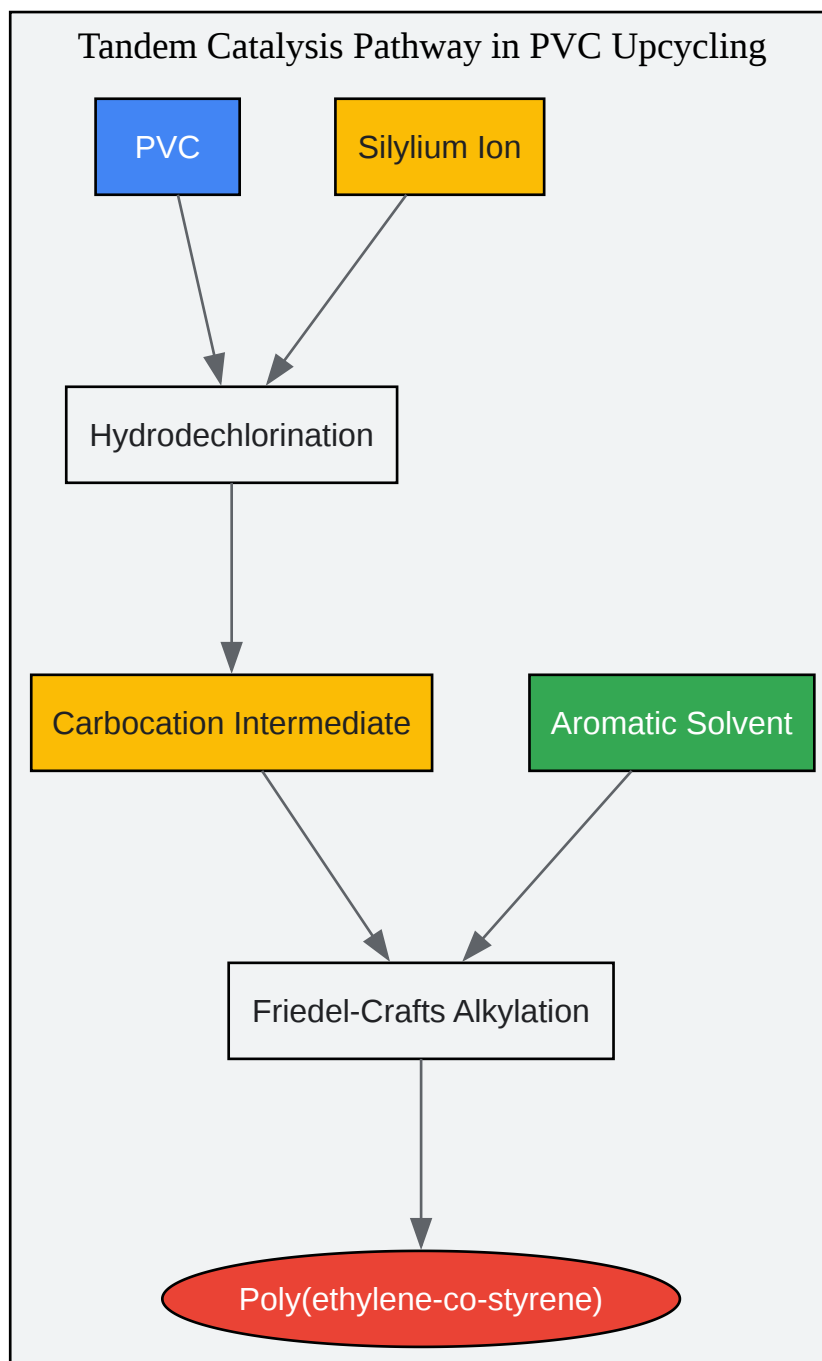 Tandem Catalysis Pathway in PVC Upcycling
PVC
Silylium Ion
Hydrodechlorination
Carbocation Intermediate
Aromatic Solvent
Friedel-Crafts Alkylation
Poly(ethylene-co-styrene)